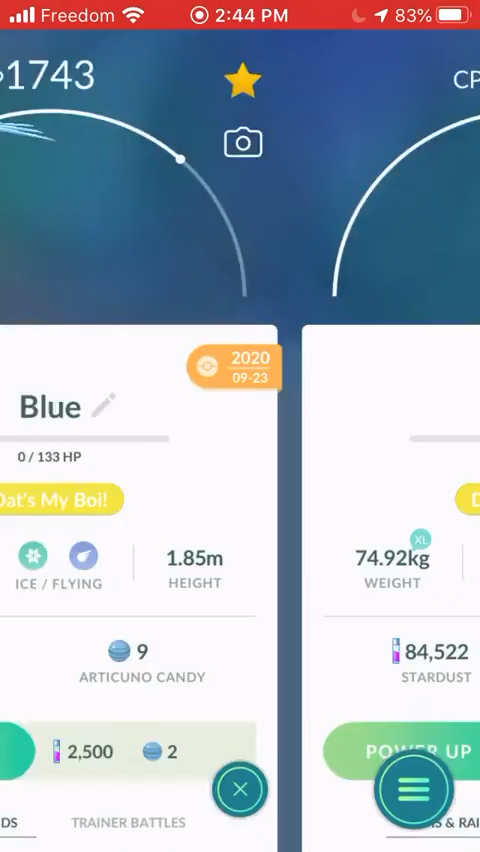 Freedom 2:44 PM 83%
1743
CP
2020
09-23
Blue
0 / 133 HP
Dat's My Boi!
D
XL
1.85m
HEIGHT
ICE / FLYING
74.92kg
WEIGHT
9
ARTICUNO CANDY
84,522
STARDUST
2,500
2
POWER UP
DS
TRAINER BATTLES
S & RAI